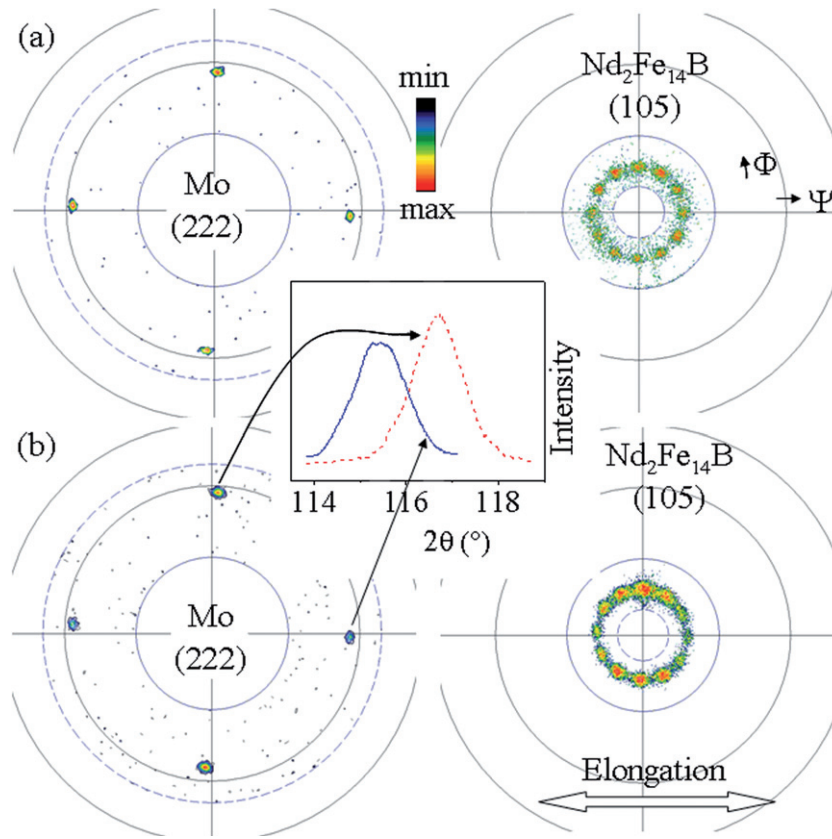 (a)
Mo
(222)
min
max
Nd₂Fe₁₄B
(105)
Φ
Ψ
Intensity
114 116 118
2θ (°)
(b)
Mo
(222)
Nd₂Fe₁₄B
(105)
Elongation